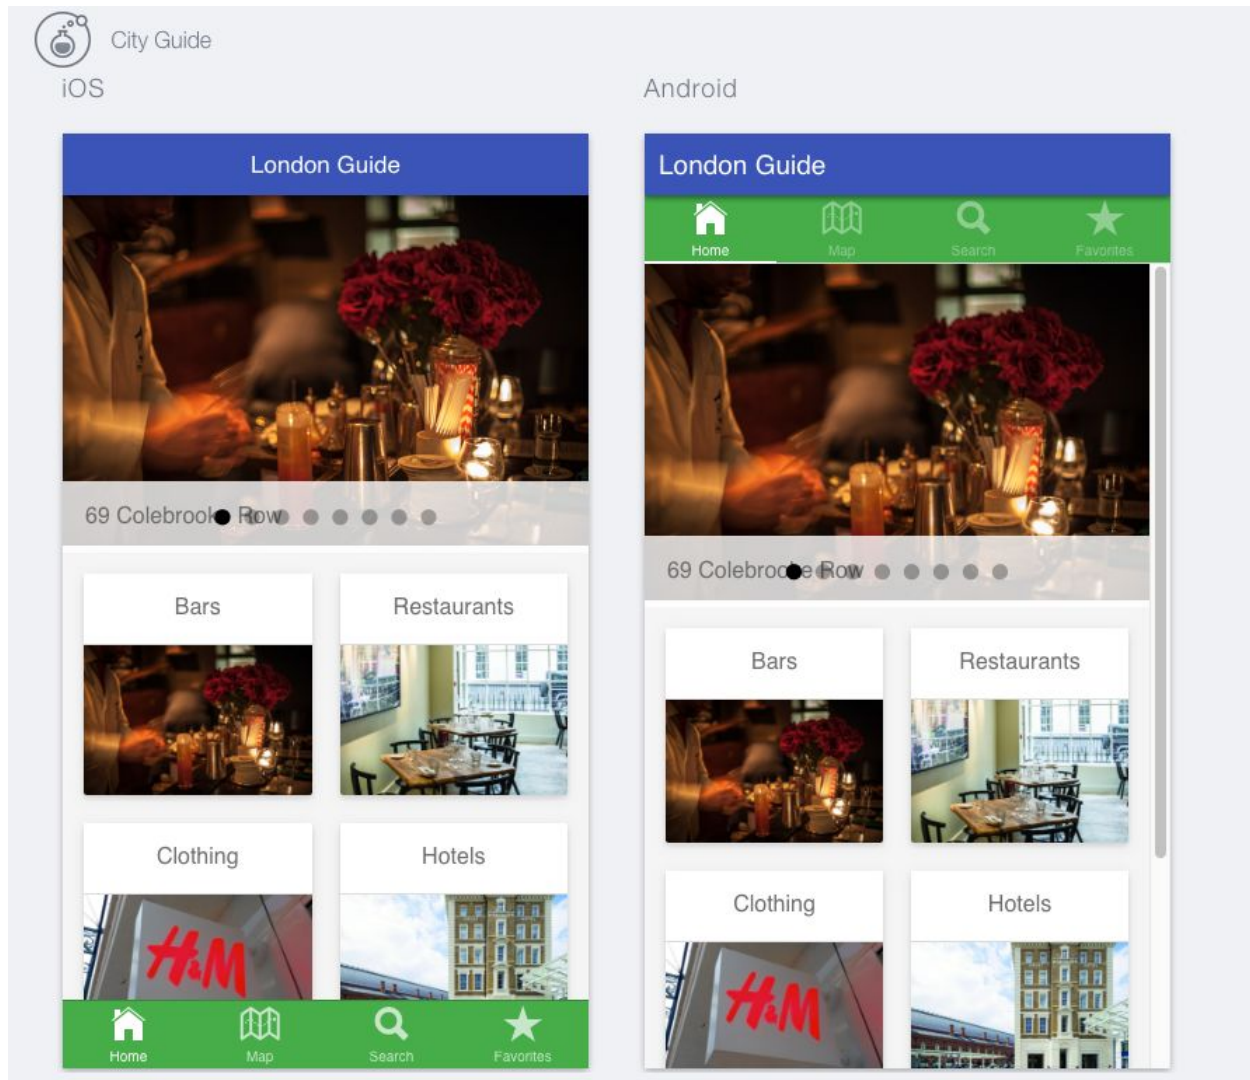 City Guide
iOS
London Guide
69 Colebrooke Row
Bars
Restaurants
Clothing
Hotels
H&M
Home
Map
Search
Favorites
Android
London Guide
Home
Map
Search
Favorites
69 Colebrooke Row
Bars
Restaurants
Clothing
Hotels
H&M